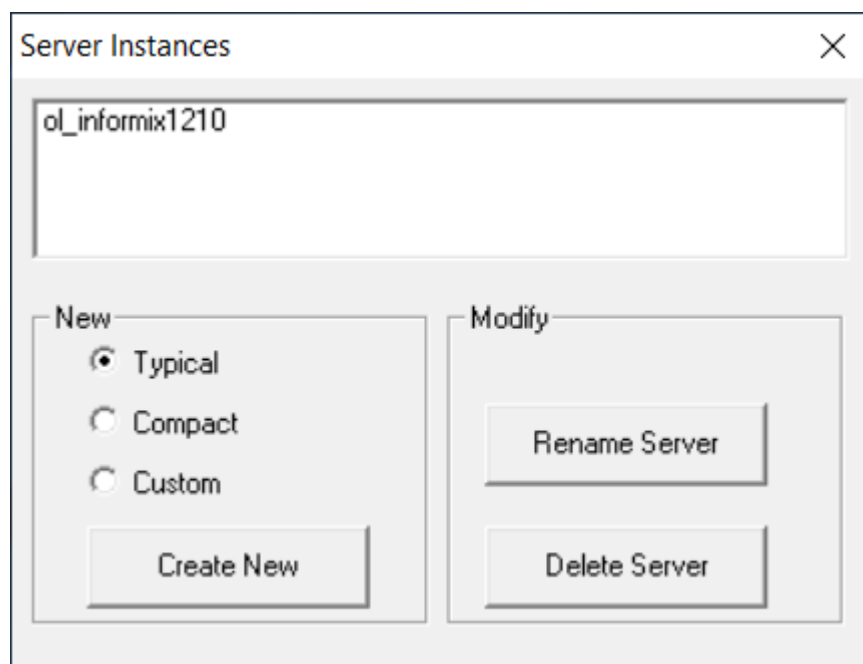 Server Instances
ol_informix1210
New
Typical
Compact
Custom
Create New
Modify
Rename Server
Delete Server